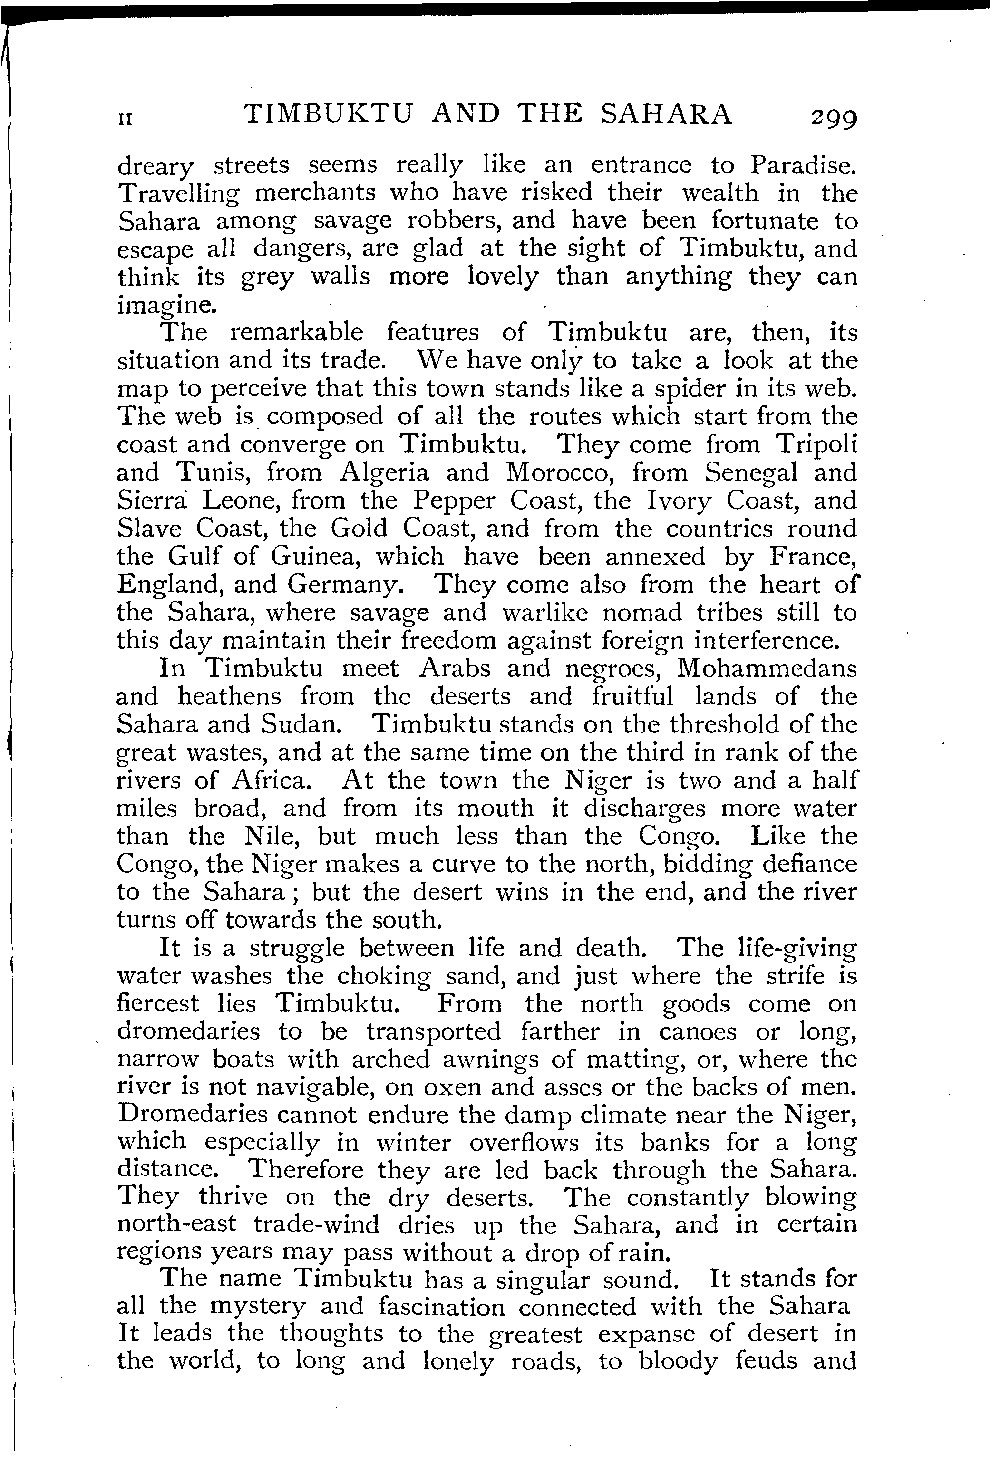 II TIMBUKTU AND THE SAHARA 299
dreary streets seems really like an entrance to Paradise.
Travelling merchants who have risked their wealth in the
Sahara among savage robbers, and have been fortunate to
escape all dangers, are glad at the sight of Timbuktu, and
think its grey walls more lovely than anything they can
imagine.
The remarkable features of Timbuktu are, then, its
situation and its trade. We have only to take a look at the
map to perceive that this town stands like a spider in its web.
The web is composed of all the routes which start from the
coast and converge on Timbuktu. They come from Tripoli
and Tunis, from Algeria and Morocco, from Senegal and
Sierra Leone, from the Pepper Coast, the Ivory Coast, and
Slave Coast, the Gold Coast, and from the countries round
the Gulf of Guinea, which have been annexed by France,
England, and Germany. They come also from the heart of
the Sahara, where savage and warlike nomad tribes still to
this day maintain their freedom against foreign interference.
In Timbuktu meet Arabs and negroes, Mohammedans
and heathens from the deserts and fruitful lands of the
Sahara and Sudan. Timbuktu stands on the threshold of the
great wastes, and at the same time on the third in rank of the
rivers of Africa. At the town the Niger is two and a half
miles broad, and from its mouth it discharges more water
than the Nile, but much less than the Congo. Like the
Congo, the Niger makes a curve to the north, bidding defiance
to the Sahara ; but the desert wins in the end, and the river
turns off towards the south.
It is a struggle between life and death. The life-giving
water washes the choking sand, and just where the strife is
fiercest lies Timbuktu. From the north goods come on
dromedaries to be transported farther in canoes or long,
narrow boats with arched awnings of matting, or, where the
river is not navigable, on oxen and asses or the backs of men.
Dromedaries cannot endure the damp climate near the Niger,
which especially in winter overflows its banks for a long
distance. Therefore they are led back through the Sahara.
They thrive on the dry deserts. The constantly blowing
north-east trade-wind dries up the Sahara, and in certain
regions years may pass without a drop of rain.
The name Timbuktu has a singular sound. It stands for
all the mystery and fascination connected with the Sahara
It leads the thoughts to the greatest expanse of desert in
the world, to long and lonely roads, to bloody feuds and